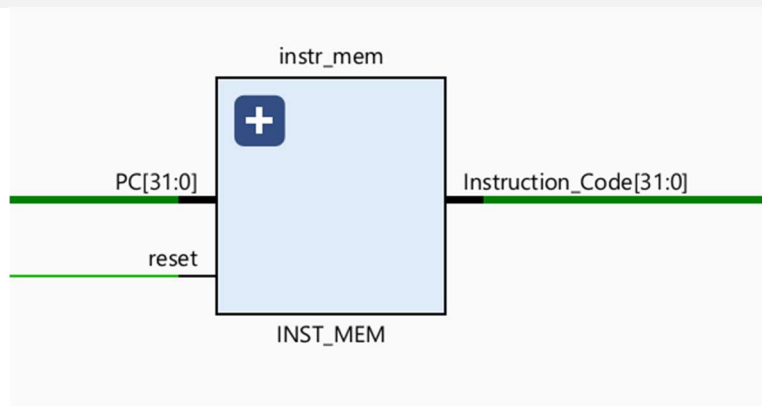 instr_mem
PC[31:0]
Instruction_Code[31:0]
reset
INST_MEM